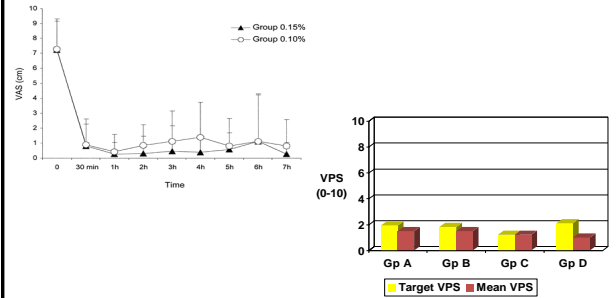 10
9
8
7
6
5
4
3
2
1
0
VAS (cm)
Group 0.15%
Group 0.10%
0 30 min 1h 2h 3h 4h 5h 6h 7h
Time
10
8
6
4
2
0
VPS
(0-10)
Gp A Gp B Gp C Gp D
Target VPS Mean VPS